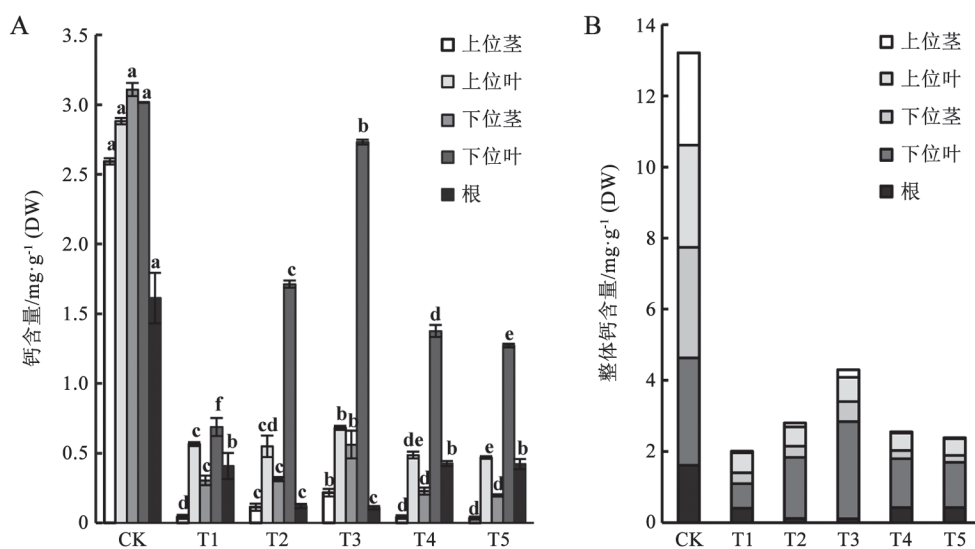 A
3.5
3.0
2.5
2.0
1.5
1.0
0.5
0
钙含量/mg·g⁻¹ (DW)
上位茎
上位叶
下位茎
下位叶
根
a a a a a
d c c f b
c cd c c c
b b b b c
d de d d b
d e d e b
CK T1 T2 T3 T4 T5
B
14
12
10
8
6
4
2
0
整体钙含量/mg·g⁻¹ (DW)
上位茎
上位叶
下位茎
下位叶
根
CK T1 T2 T3 T4 T5